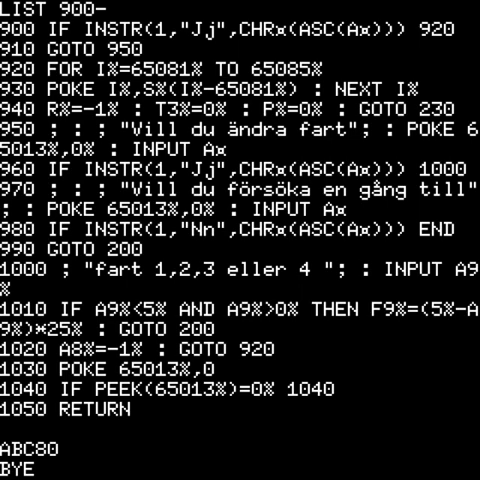 LIST 900-
900 IF INSTR(1,"Jj",CHR¤(ASC(A¤))) 920
910 GOTO 950
920 FOR I%=65081% TO 65085%
930 POKE I%,S%(I%-65081%) : NEXT I%
940 R%=-1% : T3%=0% : P%=0% : GOTO 230
950 ; : ; "Vill du ändra fart"; : POKE 6
5013%,0% : INPUT A¤
960 IF INSTR(1,"Jj",CHR¤(ASC(A¤))) 1000
970 ; : ; "Vill du försöka en gång till"
; : POKE 65013%,0% : INPUT A¤
980 IF INSTR(1,"Nn",CHR¤(ASC(A¤))) END
990 GOTO 200
1000 ; "fart 1,2,3 eller 4 "; : INPUT A9
%
1010 IF A9%<5% AND A9%>0% THEN F9%=(5%-A
9%)*25% : GOTO 200
1020 A8%=-1% : GOTO 920
1030 POKE 65013%,0
1040 IF PEEK(65013%)=0% 1040
1050 RETURN
ABC80
BYE